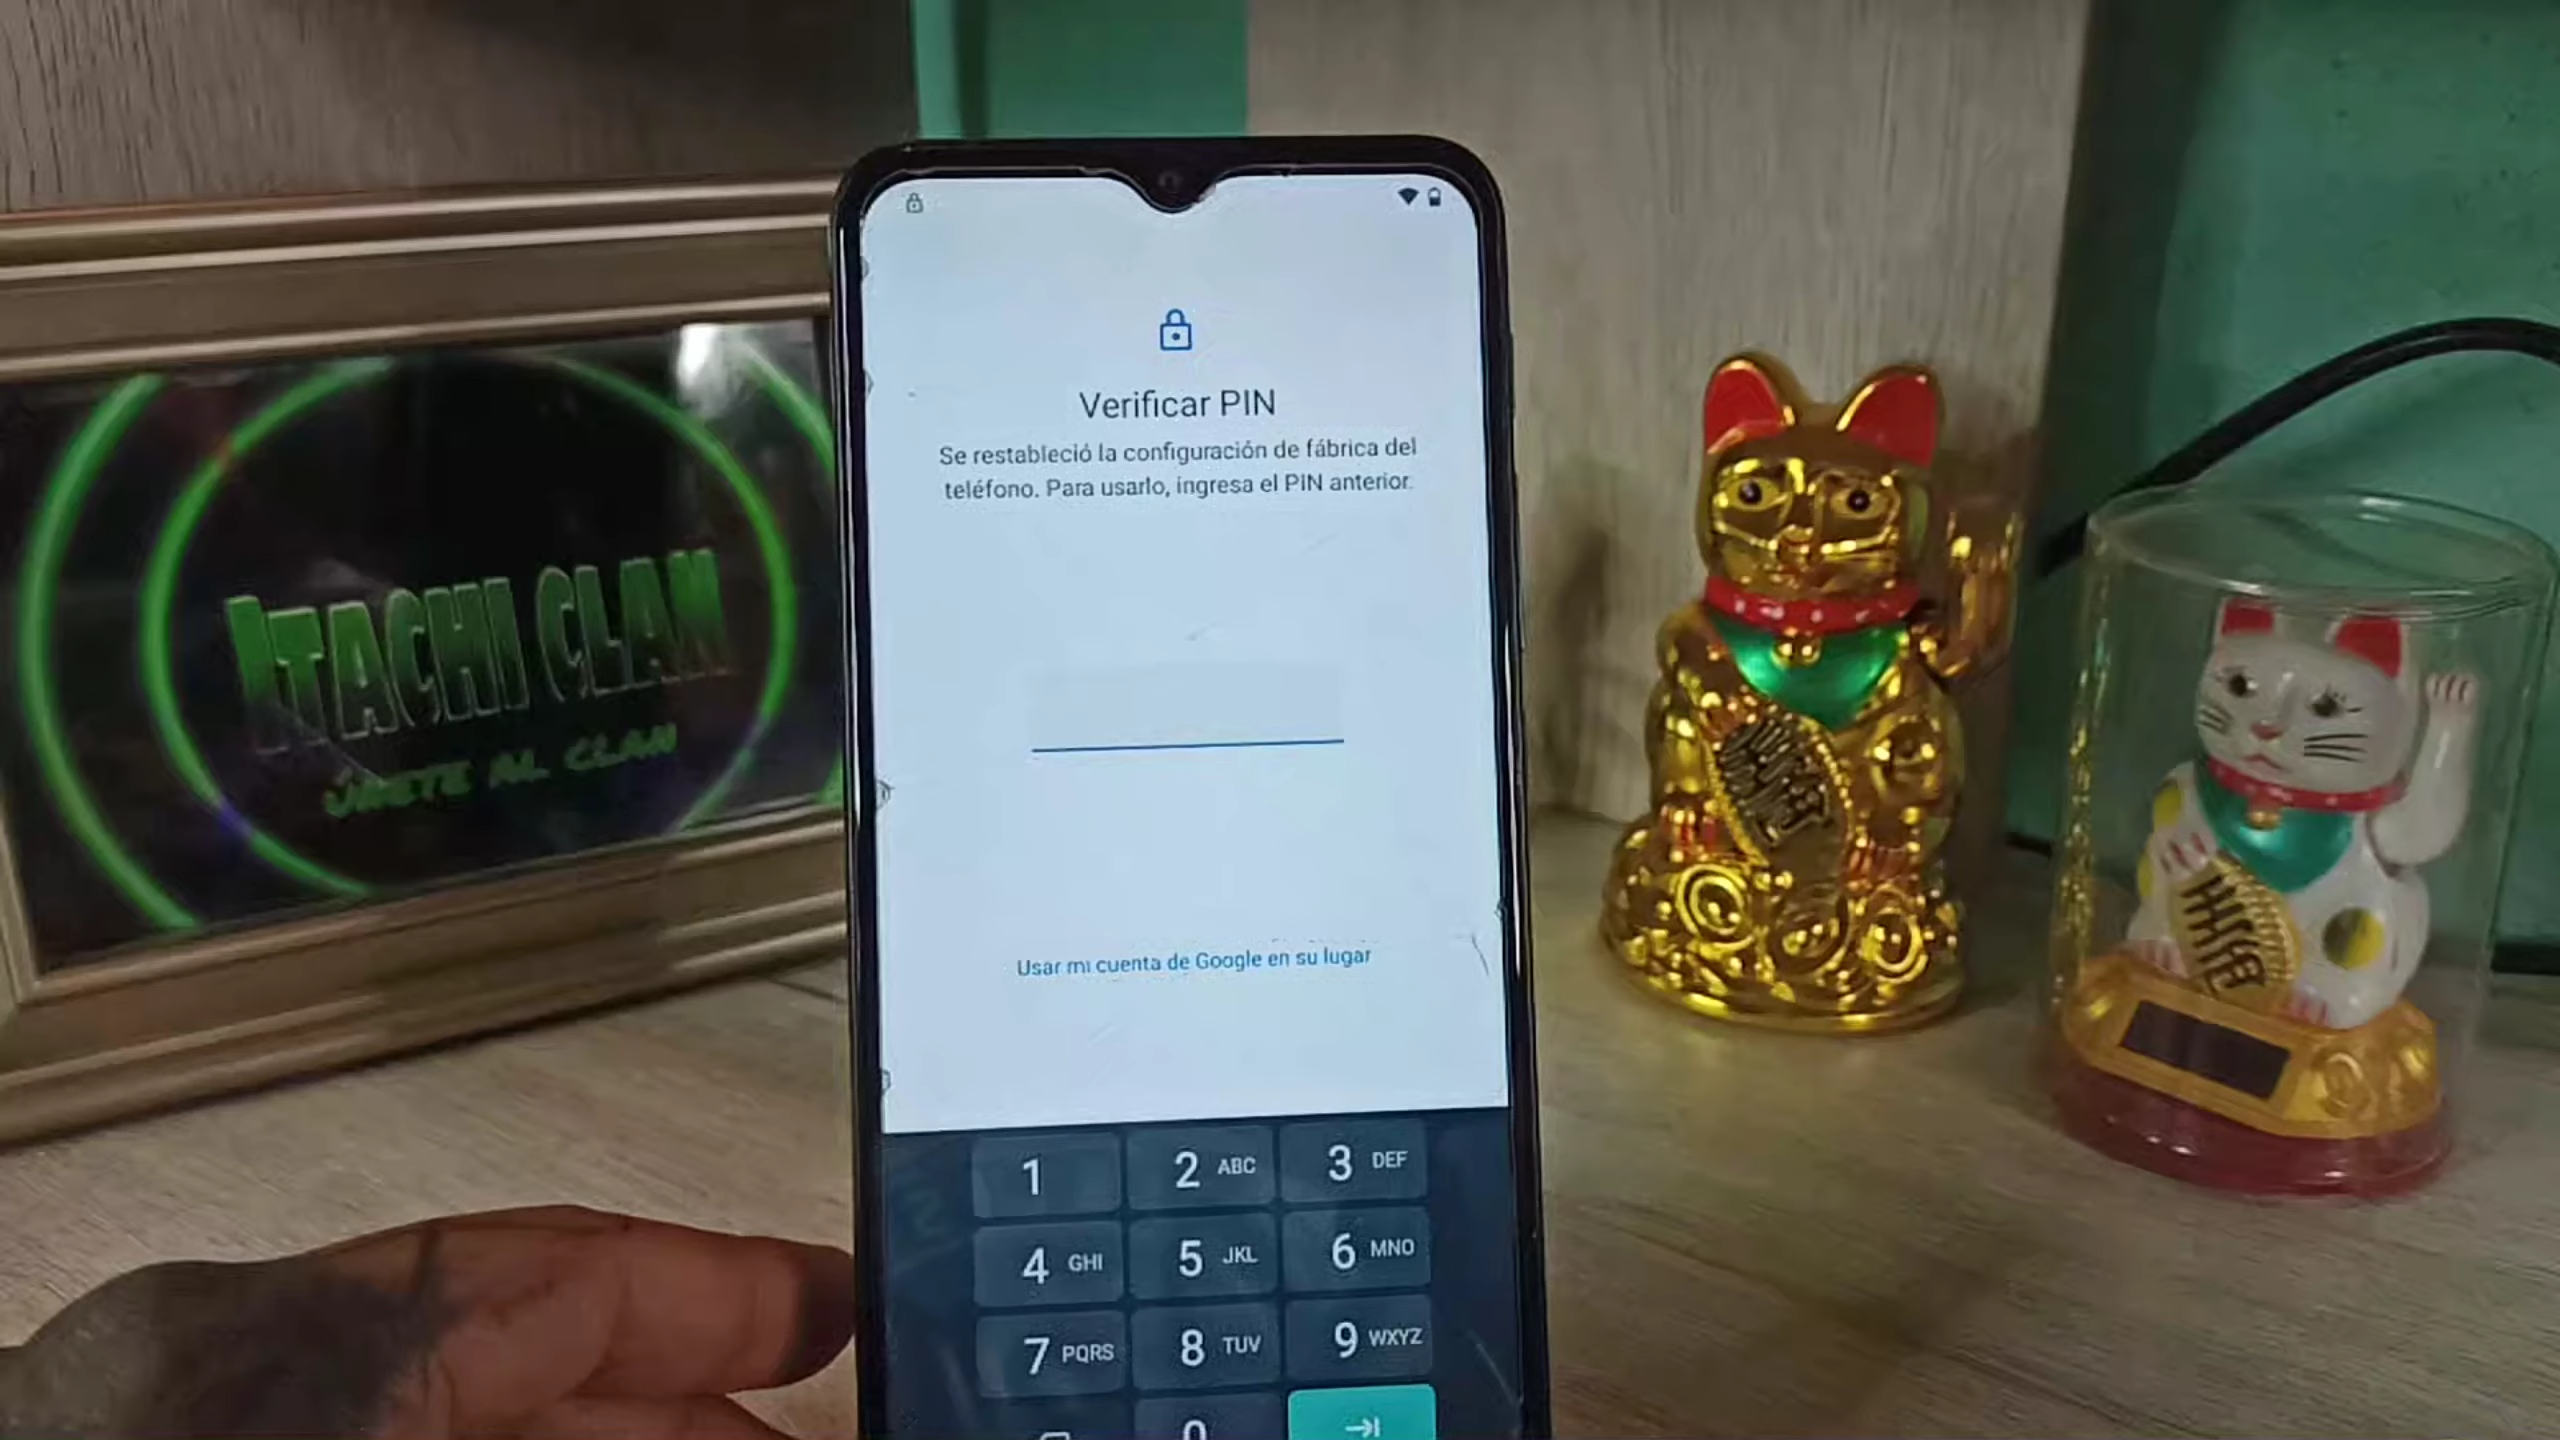 ITACHI CLAN
ÚNETE AL CLAN
Verificar PIN
Se restableció la configuración de fábrica del
teléfono. Para usarlo, ingresa el PIN anterior.
Usar mi cuenta de Google en su lugar
1 2 ABC 3 DEF
4 GHI 5 JKL 6 MNO
7 PQRS 8 TUV 9 WXYZ
0